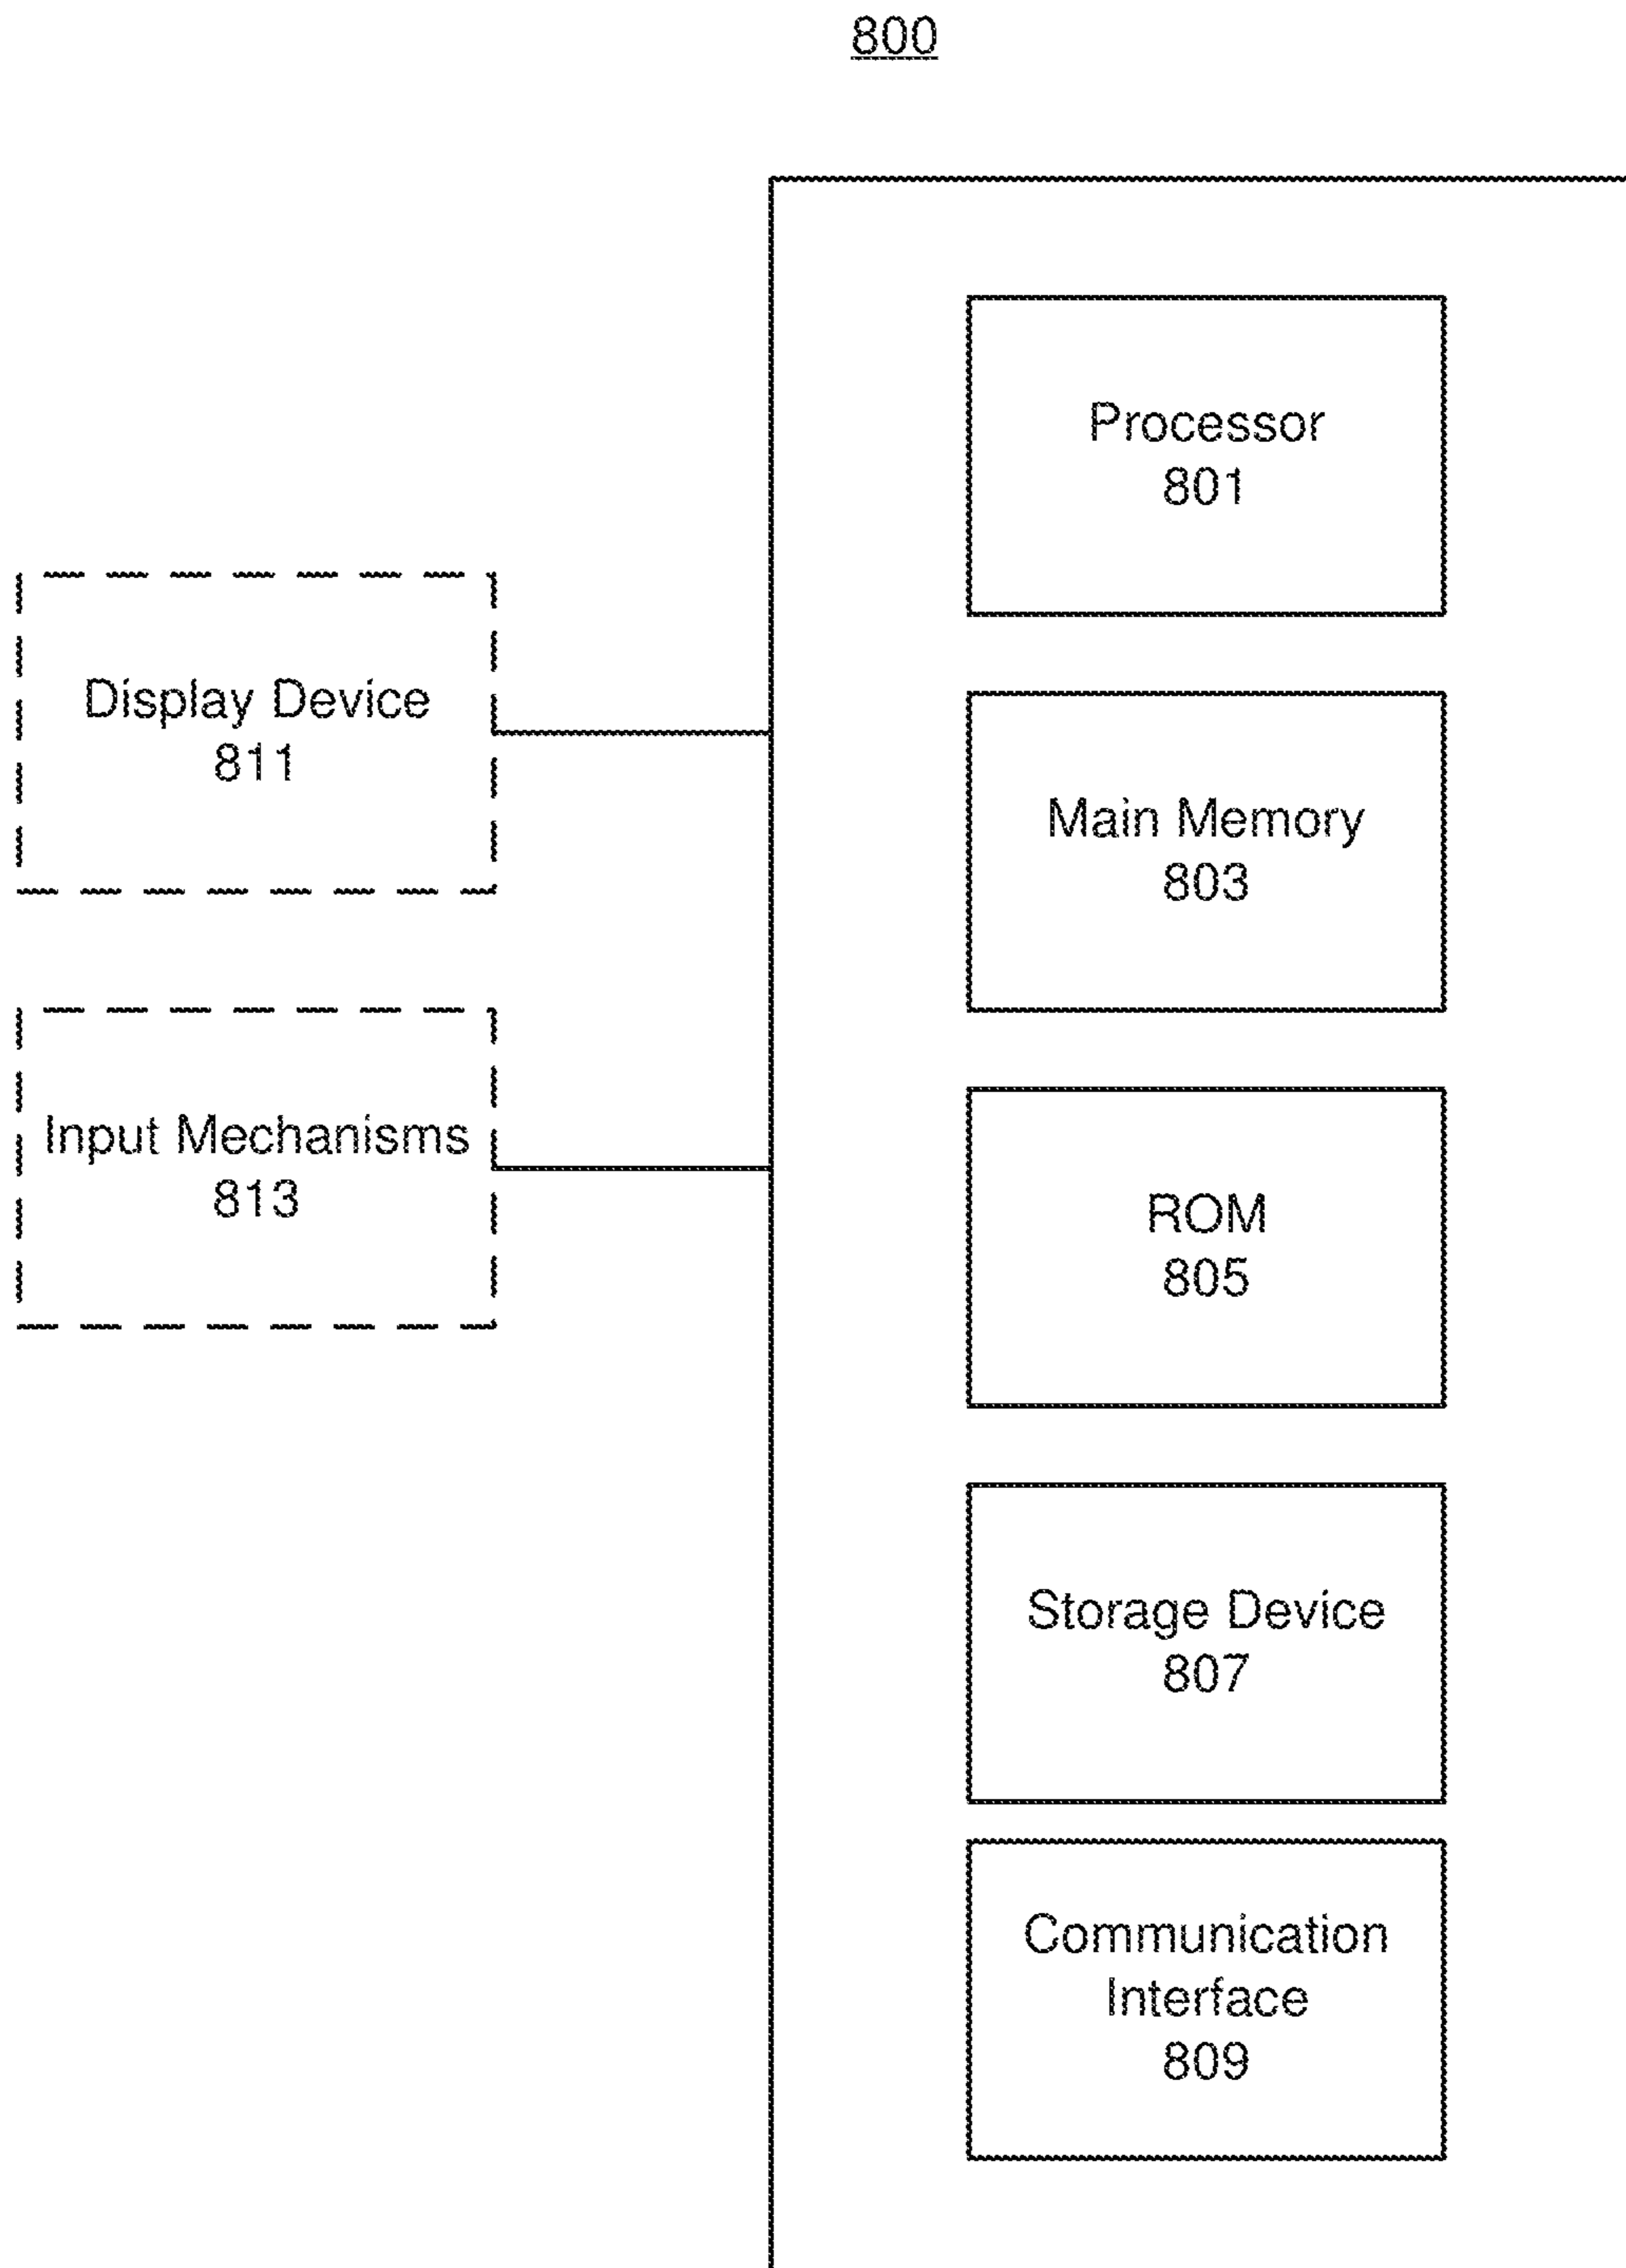 800
Processor
801
Display Device
811
Main Memory
803
Input Mechanisms
813
ROM
805
Storage Device
807
Communication
Interface
809